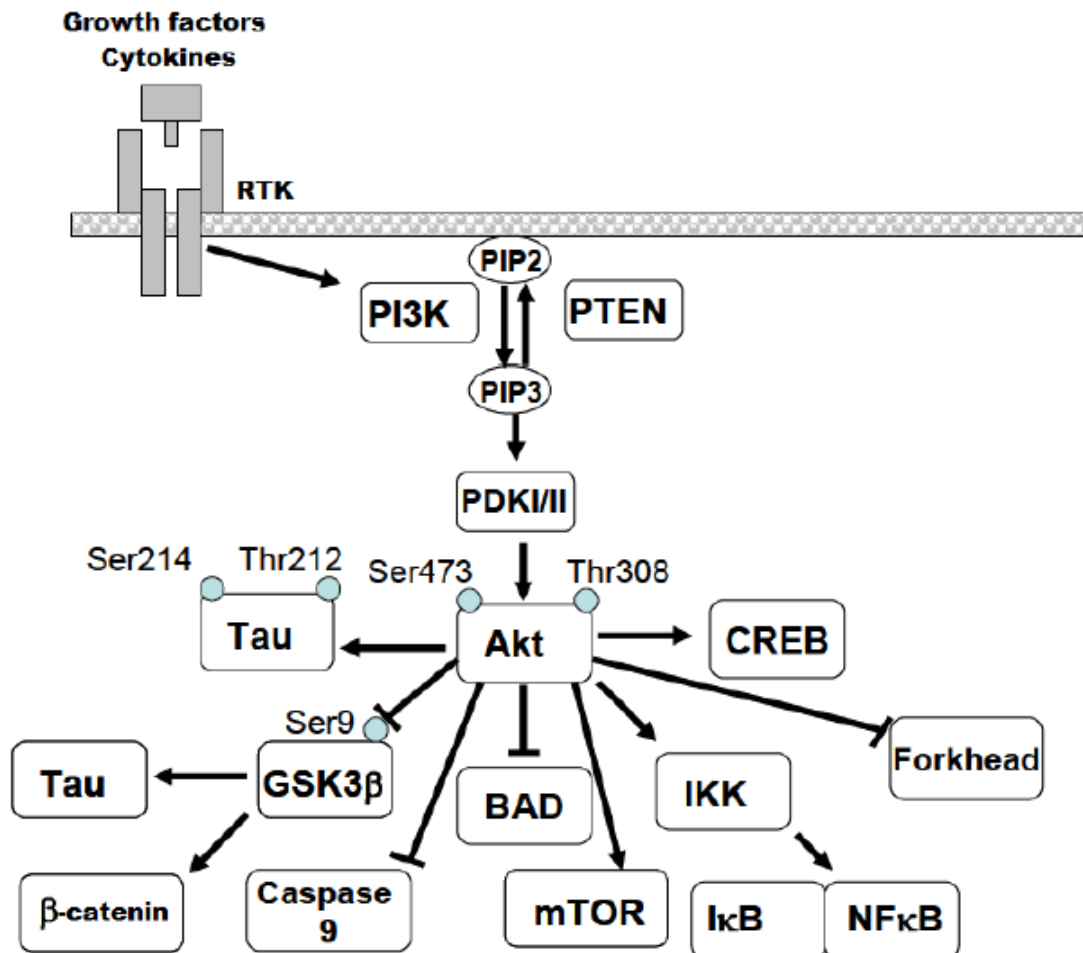 Growth factors
Cytokines
RTK
PIP2
PI3K
PTEN
PIP3
PDKI/II
Ser214
Thr212
Ser473
Thr308
Tau
Akt
CREB
Ser9
Forkhead
Tau
GSK3β
BAD
IKK
β-catenin
Caspase
9
mTOR
IκB
NFκB